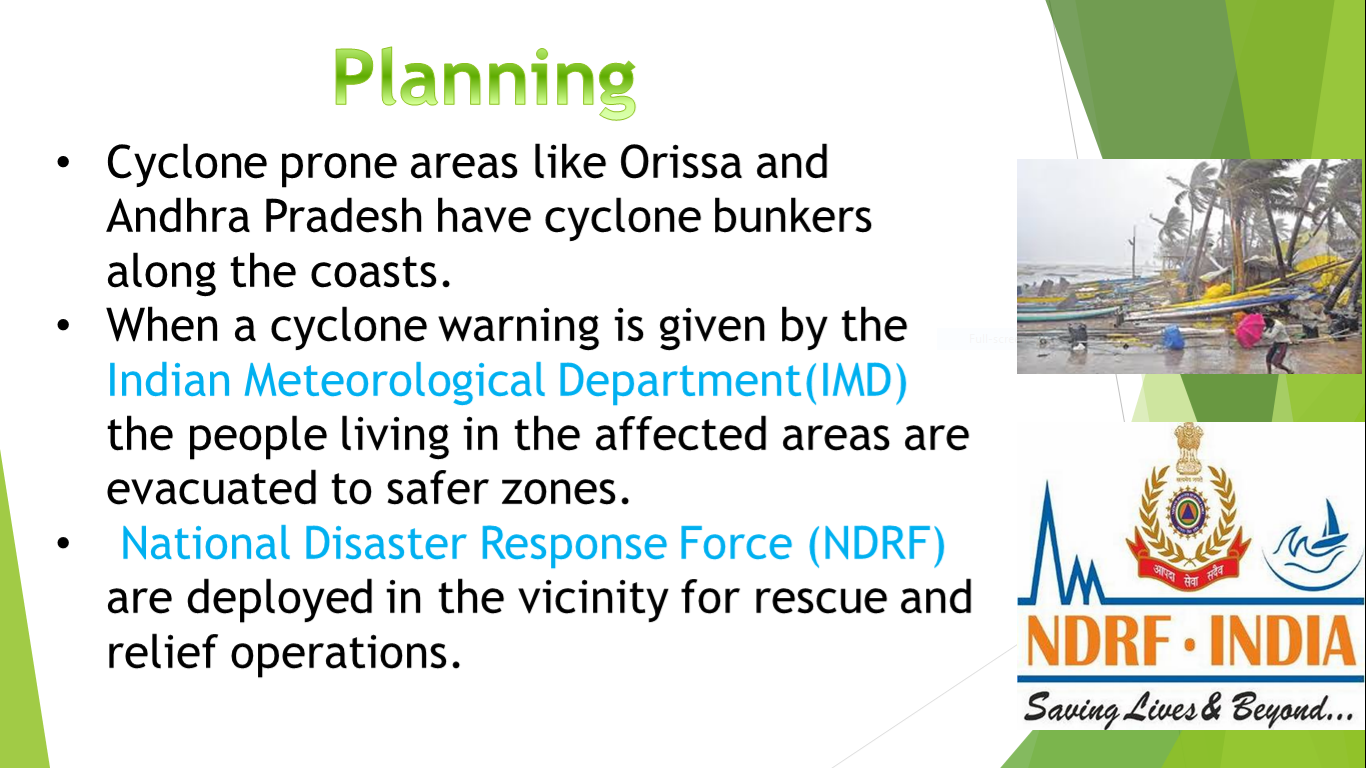 Planning
• Cyclone prone areas like Orissa and
Andhra Pradesh have cyclone bunkers
along the coasts.
• When a cyclone warning is given by the
Indian Meteorological Department(IMD)
the people living in the affected areas are
evacuated to safer zones.
• National Disaster Response Force (NDRF)
are deployed in the vicinity for rescue and
relief operations.
सत्यमेव जयते
आपदा सेवा सदैव
NDRF · INDIA
Saving Lives & Beyond...